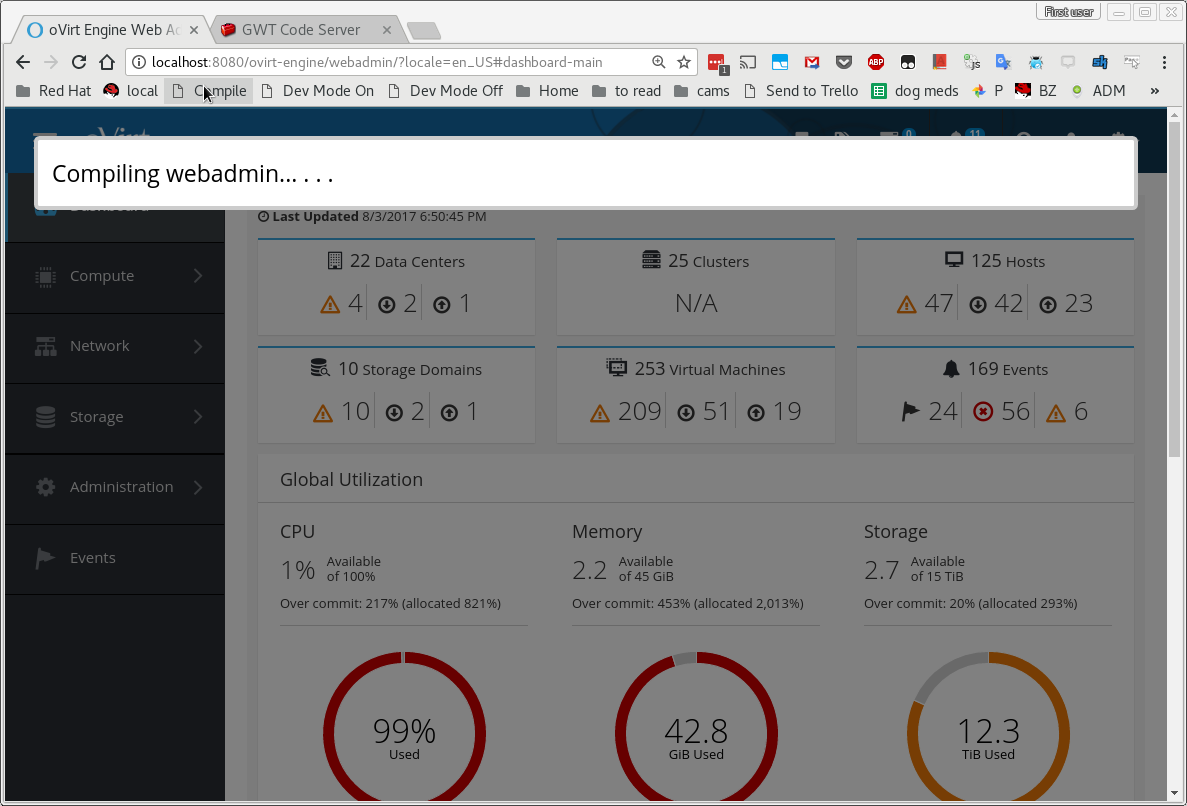 First user
oVirt Engine Web Ac
GWT Code Server
localhost:8080/ovirt-engine/webadmin/?locale=en_US#dashboard-main
1
ABP
Red Hat local Compile Dev Mode On Dev Mode Off Home to read cams Send to Trello dog meds P BZ ADM »
oVirt
0 11
Compiling webadmin... . . .
Dashboard
Last Updated 8/3/2017 6:50:45 PM
Compute
Network
Storage
Administration
Events
22 Data Centers
4 2 1
25 Clusters
N/A
125 Hosts
47 42 23
10 Storage Domains
10 2 1
253 Virtual Machines
209 51 19
169 Events
24 56 6
Global Utilization
CPU
1% Available
of 100%
Over commit: 217% (allocated 821%)
99%
Used
Memory
2.2 Available
of 45 GiB
Over commit: 453% (allocated 2,013%)
42.8
GiB Used
Storage
2.7 Available
of 15 TiB
Over commit: 20% (allocated 293%)
12.3
TiB Used